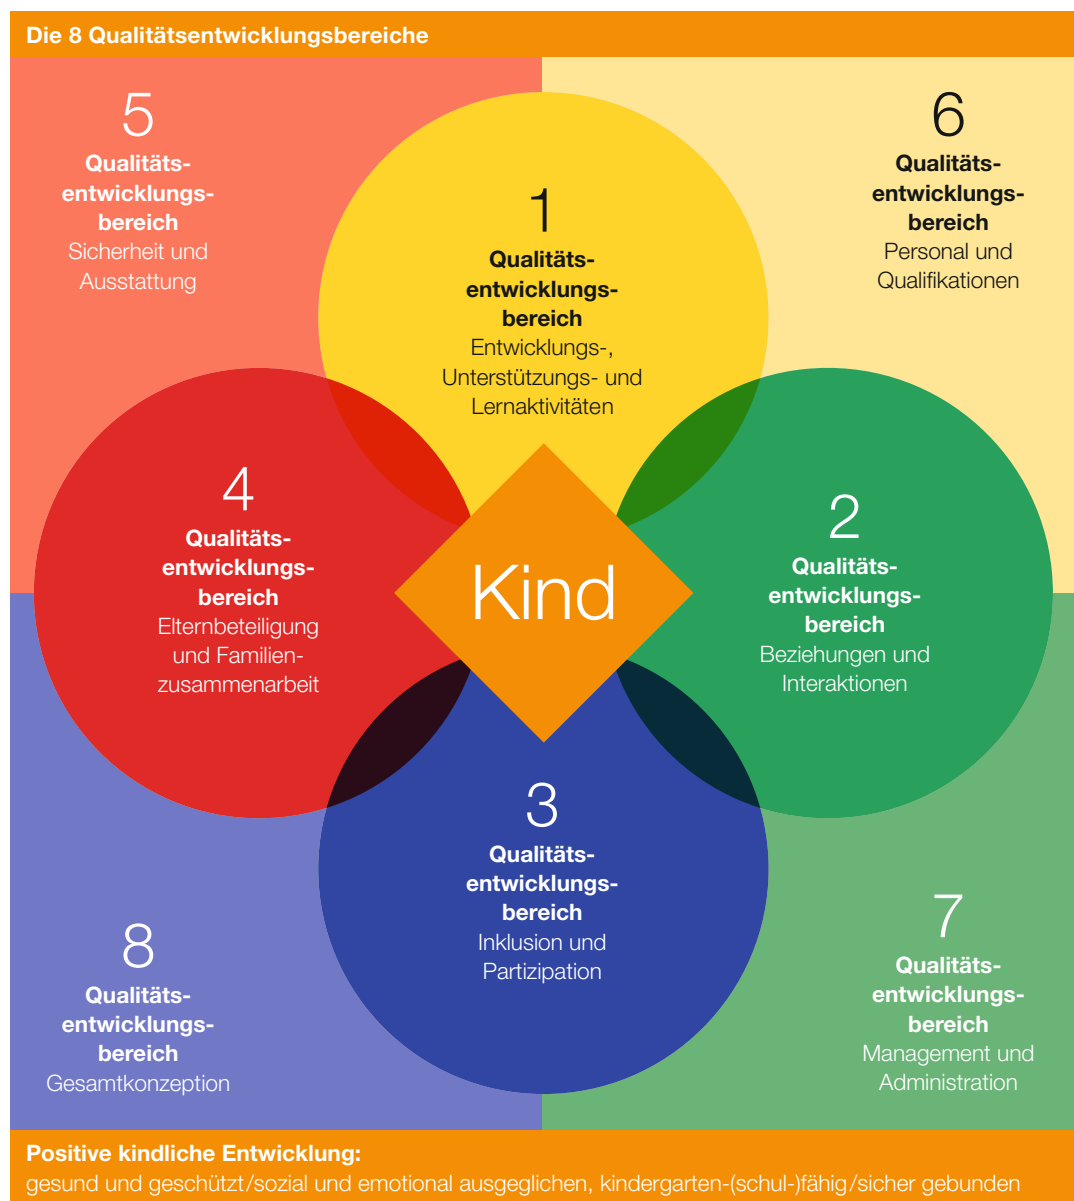 Die 8 Qualitätsentwicklungsbereiche
5
Qualitäts-
entwicklungs-
bereich
Sicherheit und
Ausstattung
6
Qualitäts-
entwicklungs-
bereich
Personal und
Qualifikationen
1
Qualitäts-
entwicklungs-
bereich
Entwicklungs-,
Unterstützungs- und
Lernaktivitäten
4
Qualitäts-
entwicklungs-
bereich
Elternbeteiligung
und Familien-
zusammenarbeit
Kind
2
Qualitäts-
entwicklungs-
bereich
Beziehungen und
Interaktionen
3
Qualitäts-
entwicklungs-
bereich
Inklusion und
Partizipation
8
Qualitäts-
entwicklungs-
bereich
Gesamtkonzeption
7
Qualitäts-
entwicklungs-
bereich
Management und
Administration
Positive kindliche Entwicklung:
gesund und geschützt/sozial und emotional ausgeglichen, kindergarten-(schul-)fähig/sicher gebunden